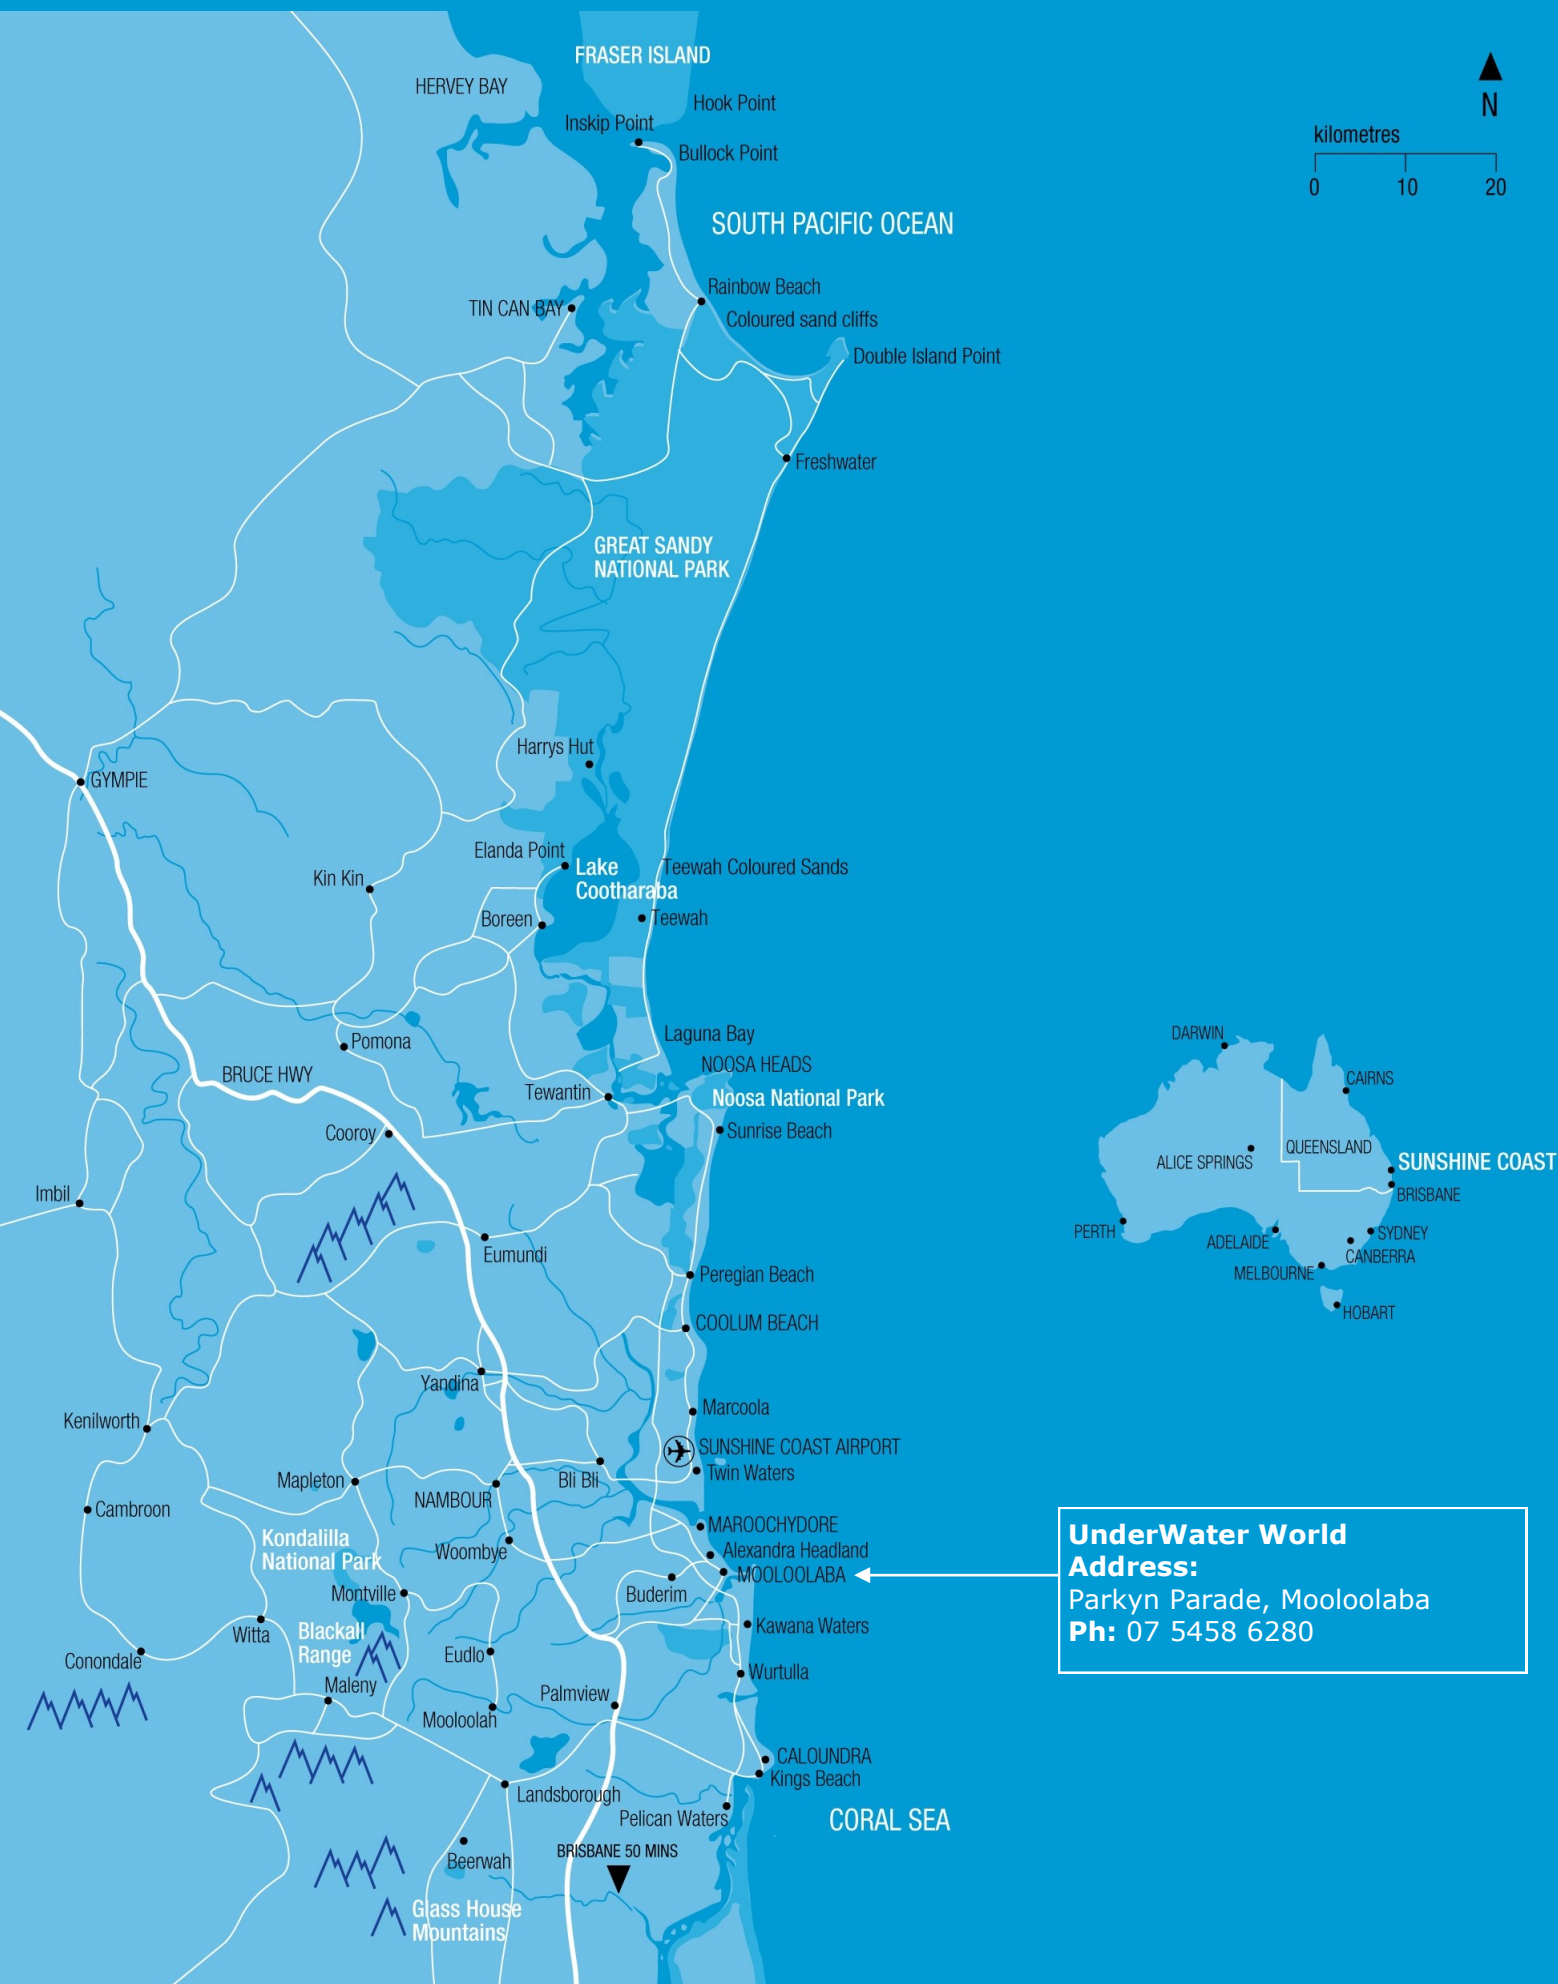 FRASER ISLAND
HERVEY BAY
Hook Point
Inskip Point
Bullock Point
N
kilometres
0 10 20
SOUTH PACIFIC OCEAN
Rainbow Beach
TIN CAN BAY
Coloured sand cliffs
Double Island Point
Freshwater
GREAT SANDY
NATIONAL PARK
Harrys Hut
GYMPIE
Elanda Point
Lake
Cootharaba
Teewah Coloured Sands
Kin Kin
Boreen
Teewah
Laguna Bay
Pomona
NOOSA HEADS
BRUCE HWY
Tewantin
Noosa National Park
Cooroy
Sunrise Beach
Imbil
Eumundi
Peregian Beach
COOLUM BEACH
Yandina
Marcoola
Kenilworth
SUNSHINE COAST AIRPORT
Twin Waters
Mapleton
Bli Bli
NAMBOUR
Cambroon
MAROOCHYDORE
Kondalilla
National Park
Woombye
Alexandra Headland
MOOLOOLABA
Montville
Buderim
Kawana Waters
Witta
Blackall
Range
Eudlo
Conondale
Wurtulla
Maleny
Palmview
Mooloolah
CALOUNDRA
Kings Beach
Landsborough
Pelican Waters
CORAL SEA
BRISBANE 50 MINS
Beerwah
Glass House
Mountains
DARWIN
CAIRNS
QUEENSLAND
ALICE SPRINGS
SUNSHINE COAST
BRISBANE
PERTH
ADELAIDE
SYDNEY
CANBERRA
MELBOURNE
HOBART
UnderWater World
Address:
Parkyn Parade, Mooloolaba
Ph: 07 5458 6280